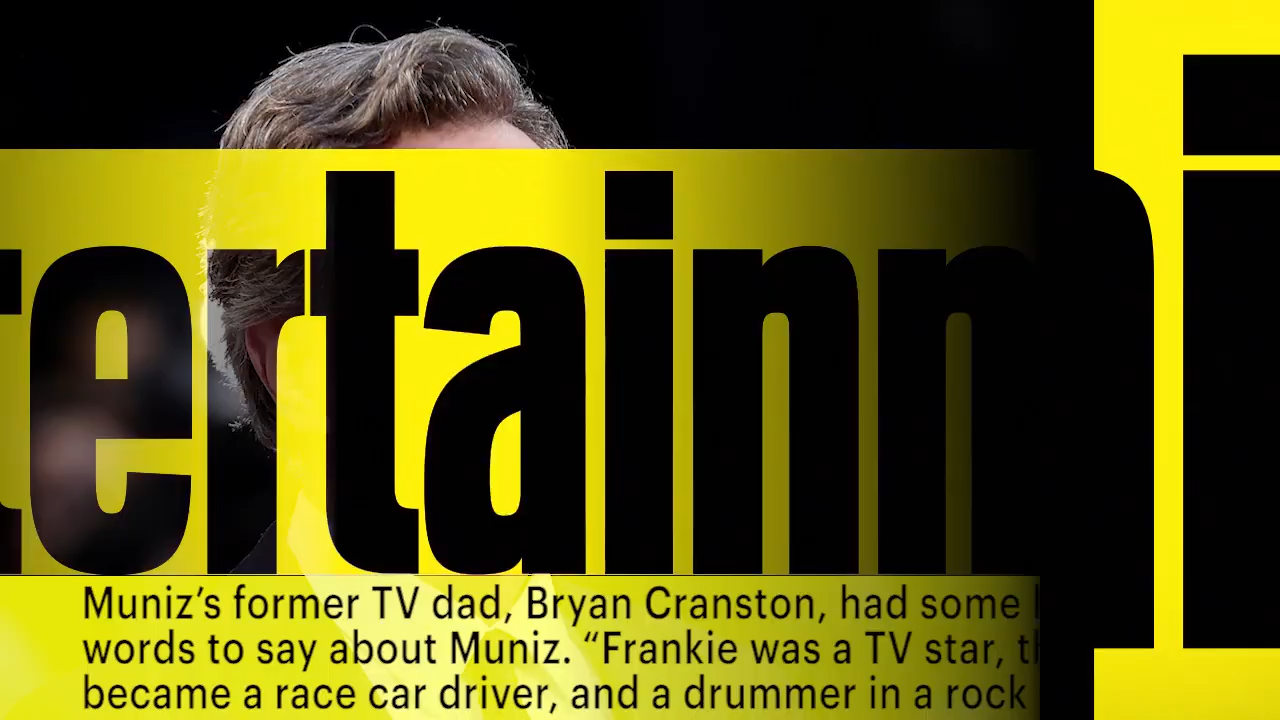 tertainn
i
Muniz’s former TV dad, Bryan Cranston, had some
words to say about Muniz. “Frankie was a TV star,
became a race car driver, and a drummer in a rock